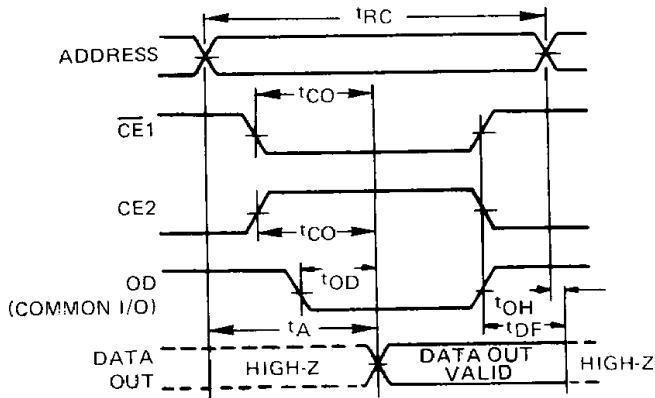 tRC
ADDRESS
tCO
CE1
CE2
tCO
OD
(COMMON I/O)
tOD
tOH
tA
tDF
DATA
OUT
HIGH-Z
DATA OUT
VALID
HIGH-Z